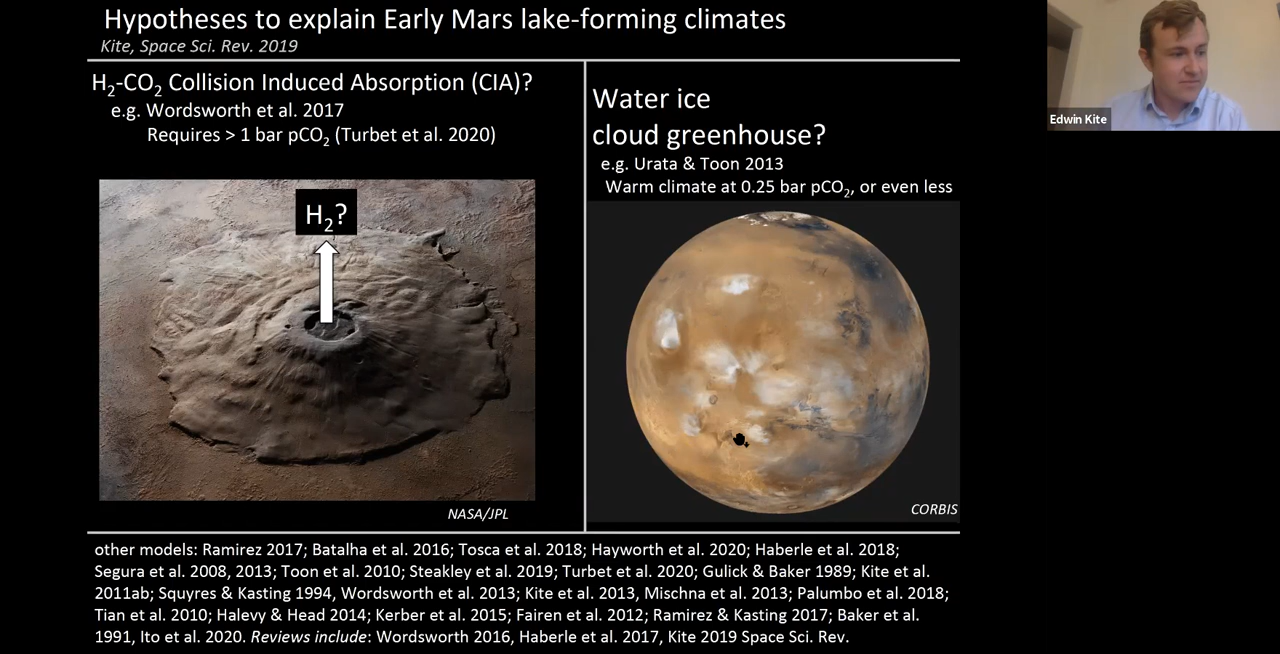 Hypotheses to explain Early Mars lake-forming climates
Kite, Space Sci. Rev. 2019
H₂-CO₂ Collision Induced Absorption (CIA)?
e.g. Wordsworth et al. 2017
Requires > 1 bar pCO₂ (Turbet et al. 2020)
H₂?
NASA/JPL
Water ice
cloud greenhouse?
e.g. Urata & Toon 2013
Warm climate at 0.25 bar pCO₂, or even less
CORBIS
other models: Ramirez 2017; Batalha et al. 2016; Tosca et al. 2018; Hayworth et al. 2020; Haberle et al. 2018;
Segura et al. 2008, 2013; Toon et al. 2010; Steakley et al. 2019; Turbet et al. 2020; Gulick & Baker 1989; Kite et al.
2011ab; Squyres & Kasting 1994, Wordsworth et al. 2013; Kite et al. 2013, Mischna et al. 2013; Palumbo et al. 2018;
Tian et al. 2010; Halevy & Head 2014; Kerber et al. 2015; Fairen et al. 2012; Ramirez & Kasting 2017; Baker et al.
1991, Ito et al. 2020. Reviews include: Wordsworth 2016, Haberle et al. 2017, Kite 2019 Space Sci. Rev.
Edwin Kite